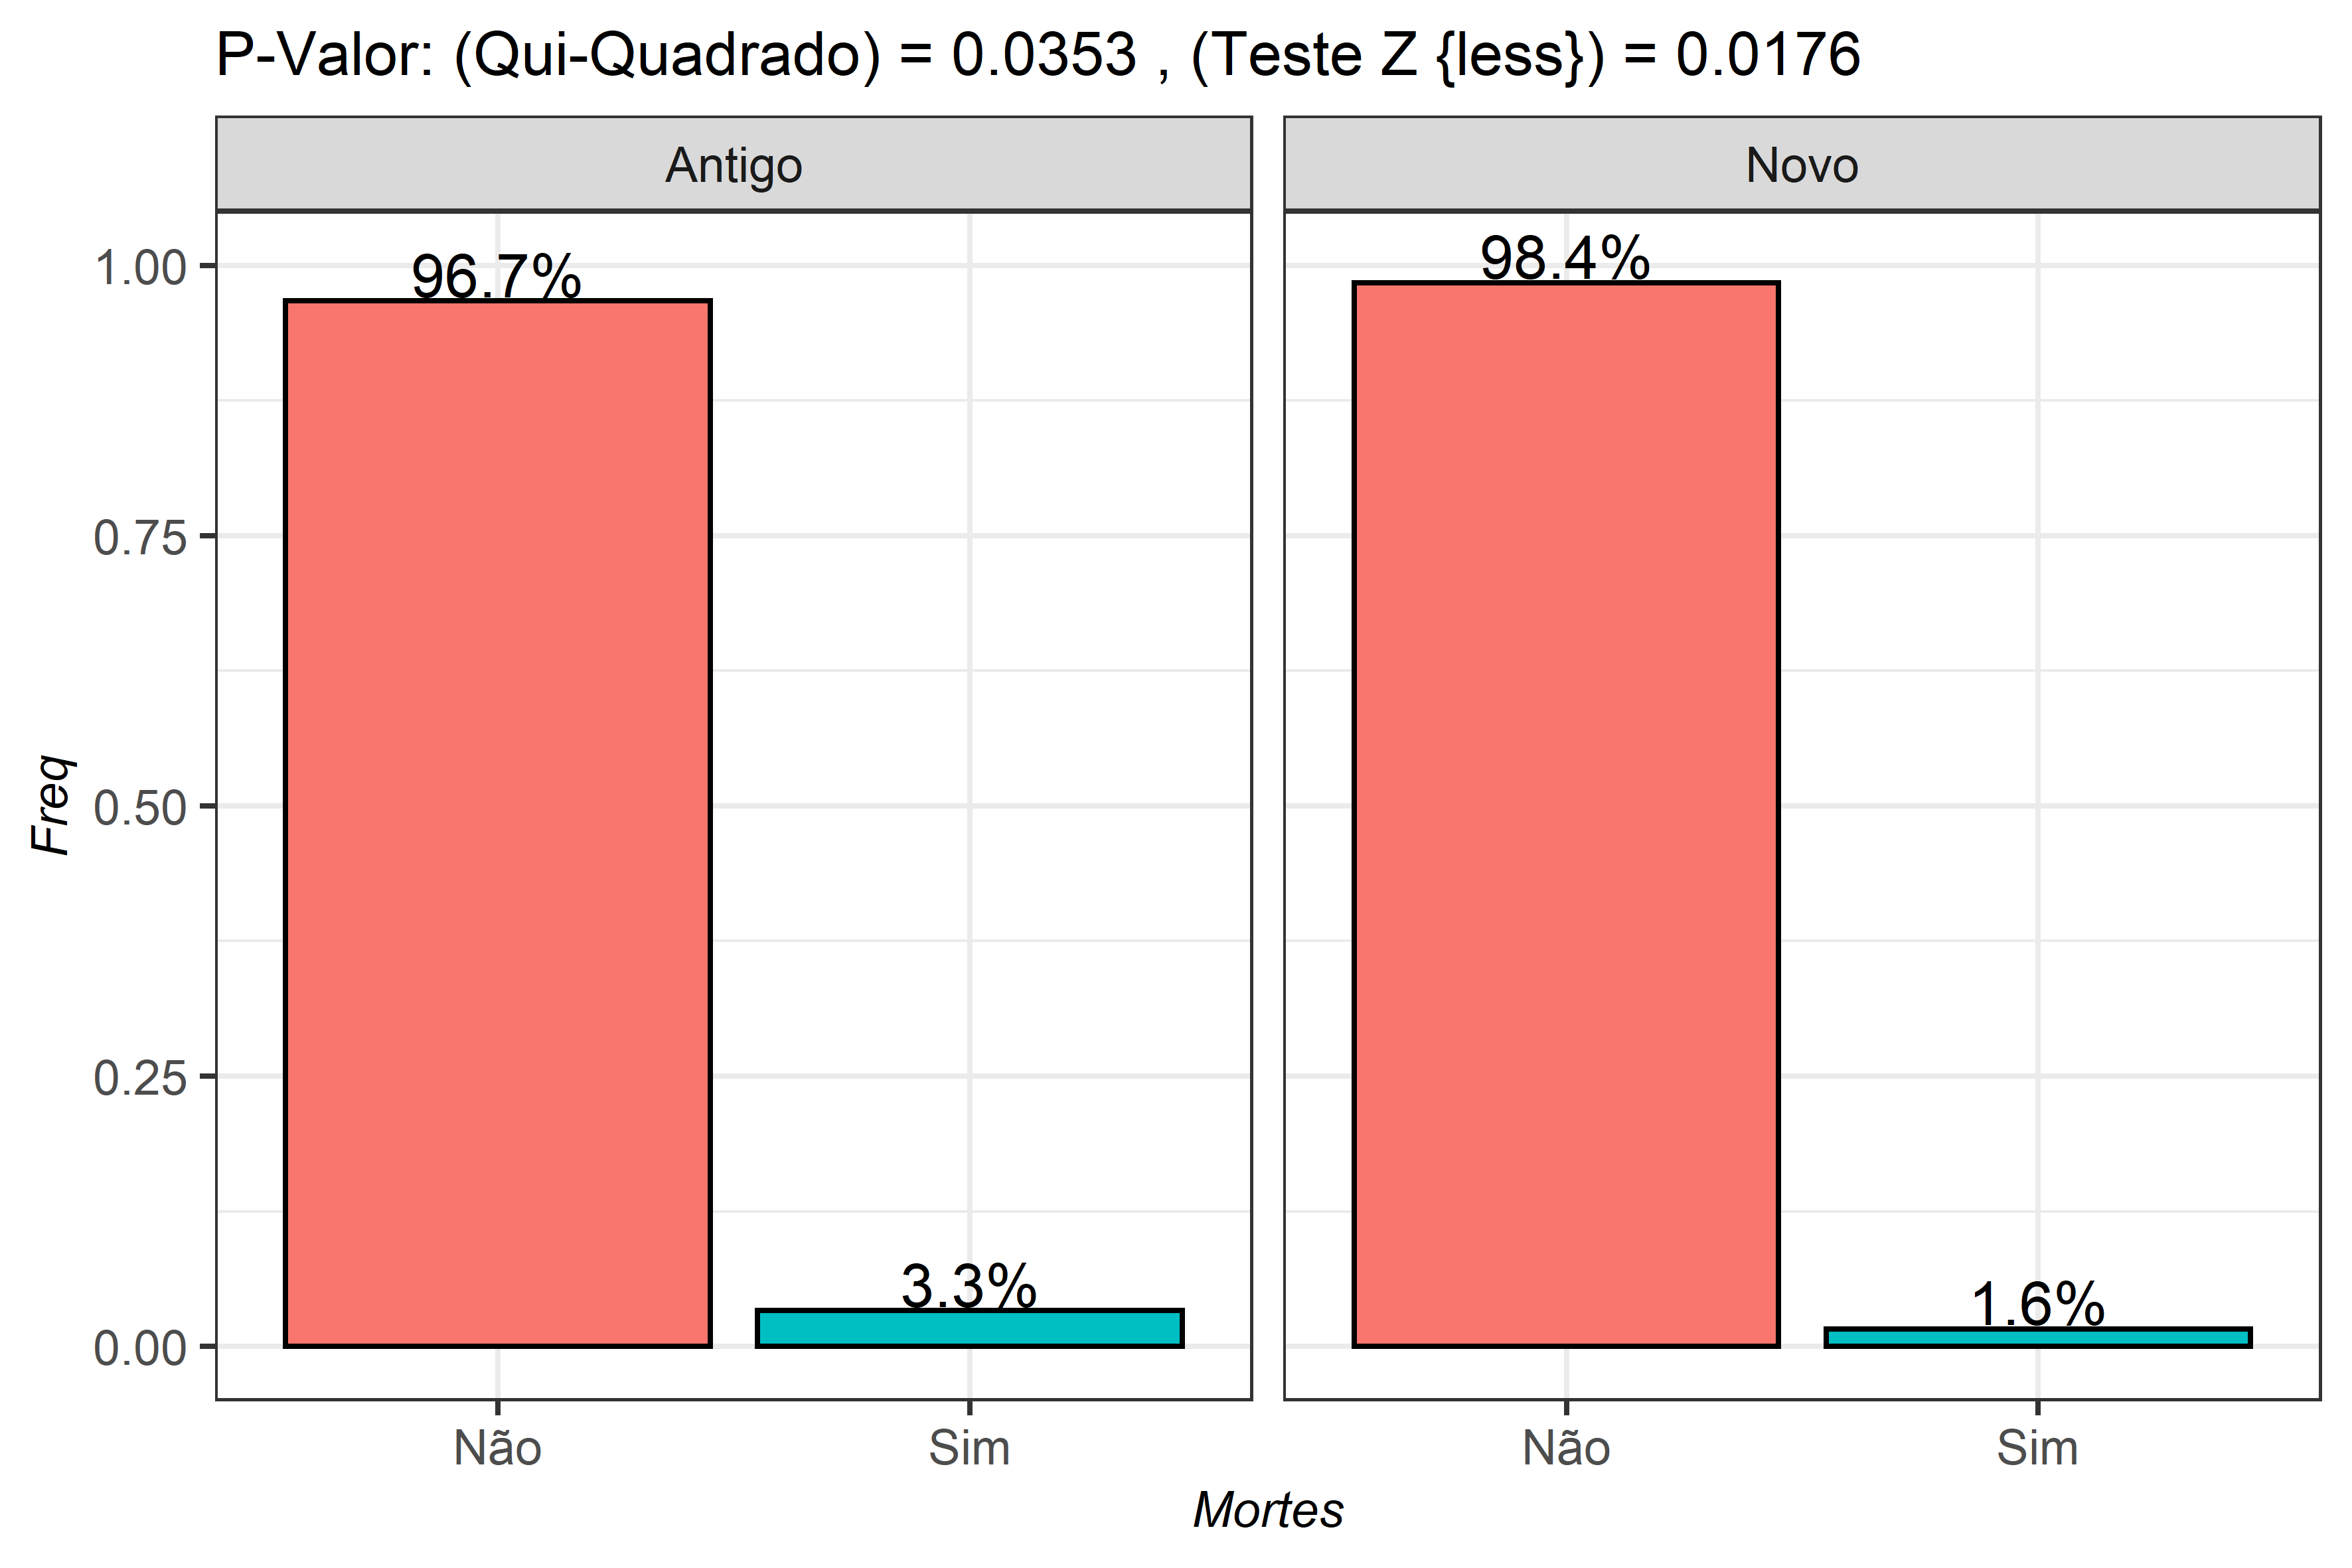 P-Valor: (Qui-Quadrado) = 0.0353 , (Teste Z {less}) = 0.0176
Antigo
Novo
96.7%
98.4%
3.3%
1.6%
1.00
0.75
0.50
0.25
0.00
Freq
Não
Sim
Não
Sim
Mortes